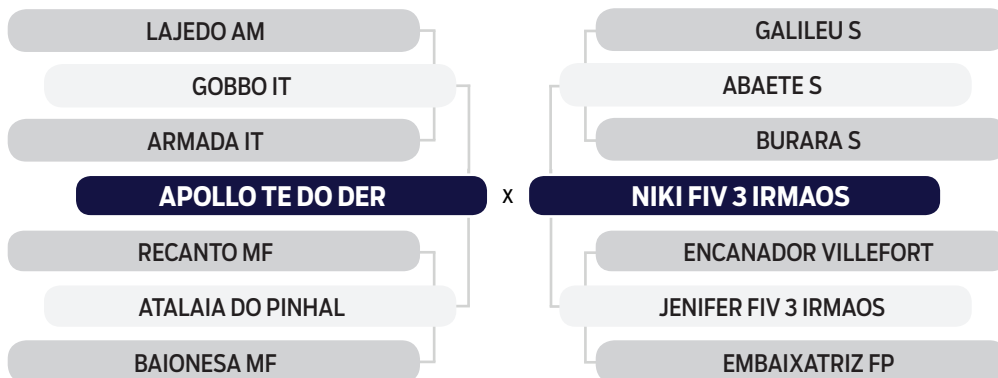 LAJEDO AM
GALILEU S
GOBBO IT
ABAETE S
ARMADA IT
BURARA S
APOLLO TE DO DER x NIKI FIV 3 IRMAOS
RECANTO MF
ENCANADOR VILLEFORT
ATALAIA DO PINHAL
JENIFER FIV 3 IRMAOS
BAIONESA MF
EMBAIXATRIZ FP